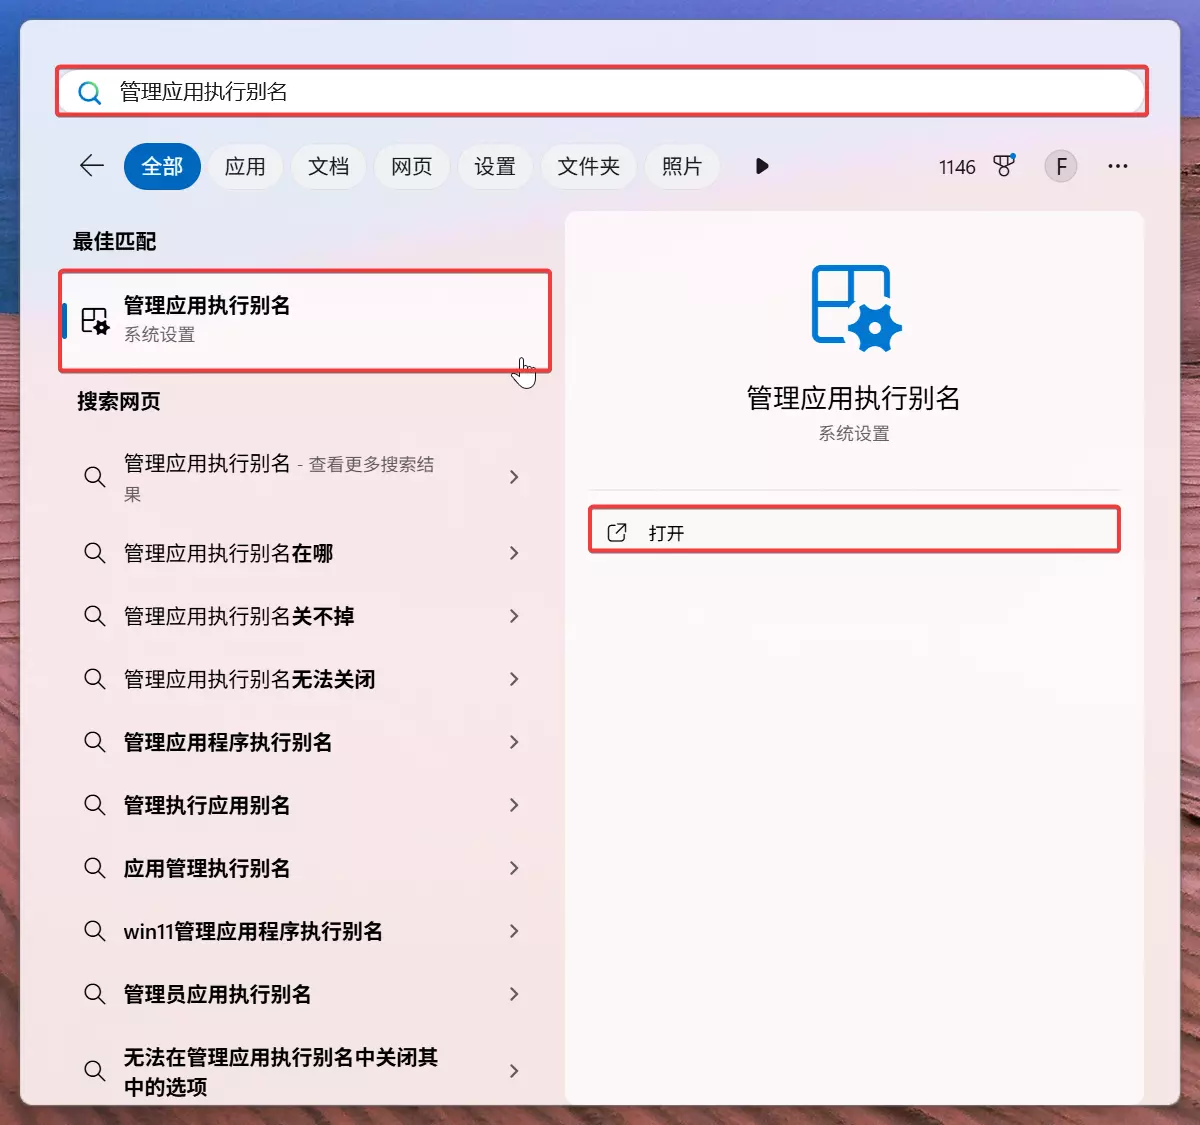 管理应用执行别名
全部
应用
文档
网页
设置
文件夹
照片
1146
F
最佳匹配
管理应用执行别名
系统设置
搜索网页
管理应用执行别名 - 查看更多搜索结
果
管理应用执行别名在哪
管理应用执行别名关不掉
管理应用执行别名无法关闭
管理应用程序执行别名
管理执行应用别名
应用管理执行别名
win11管理应用程序执行别名
管理员应用执行别名
无法在管理应用执行别名中关闭其
中的选项
管理应用执行别名
系统设置
打开